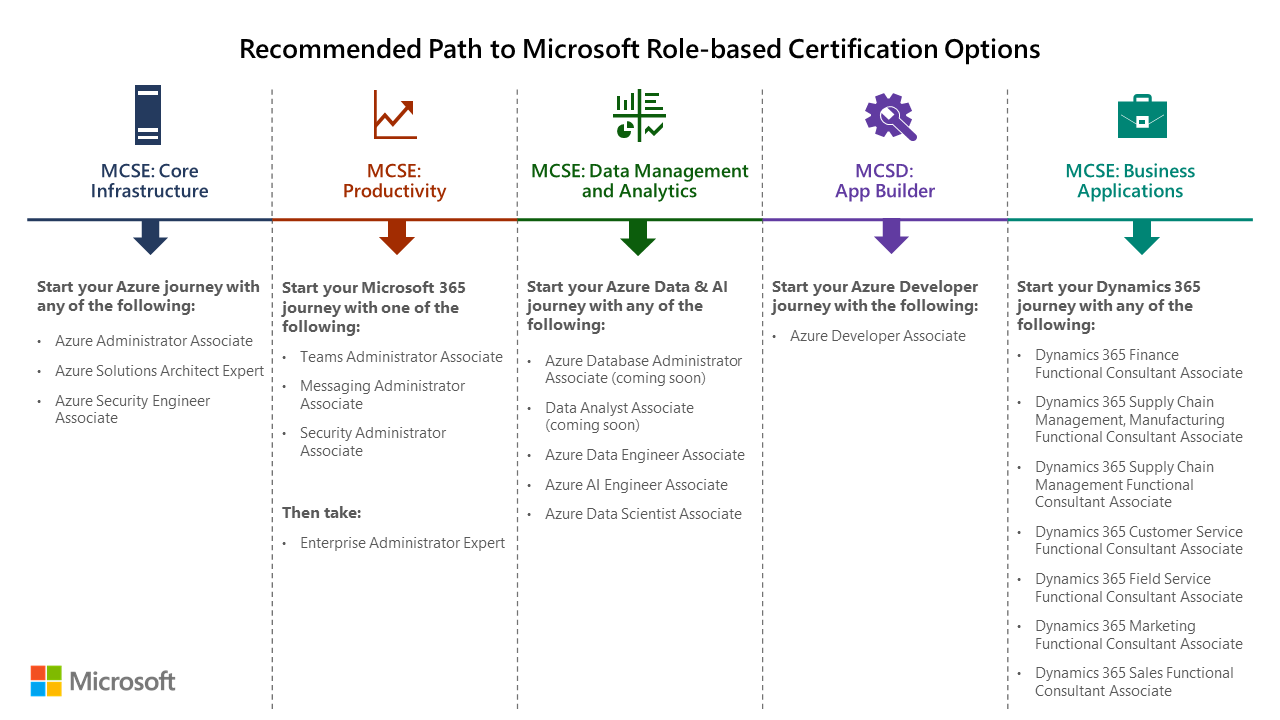 Recommended Path to Microsoft Role-based Certification Options
MCSE: Core
Infrastructure
Start your Azure journey with
any of the following:
• Azure Administrator Associate
• Azure Solutions Architect Expert
• Azure Security Engineer
Associate
MCSE:
Productivity
Start your Microsoft 365
journey with one of the
following:
• Teams Administrator Associate
• Messaging Administrator
Associate
• Security Administrator
Associate
Then take:
• Enterprise Administrator Expert
MCSE: Data Management
and Analytics
Start your Azure Data & AI
journey with any of the
following:
• Azure Database Administrator
Associate (coming soon)
• Data Analyst Associate
(coming soon)
• Azure Data Engineer Associate
• Azure AI Engineer Associate
• Azure Data Scientist Associate
MCSD:
App Builder
Start your Azure Developer
journey with the following:
• Azure Developer Associate
MCSE: Business
Applications
Start your Dynamics 365
journey with any of the
following:
• Dynamics 365 Finance
Functional Consultant Associate
• Dynamics 365 Supply Chain
Management, Manufacturing
Functional Consultant Associate
• Dynamics 365 Supply Chain
Management Functional
Consultant Associate
• Dynamics 365 Customer Service
Functional Consultant Associate
• Dynamics 365 Field Service
Functional Consultant Associate
• Dynamics 365 Marketing
Functional Consultant Associate
• Dynamics 365 Sales Functional
Consultant Associate
Microsoft